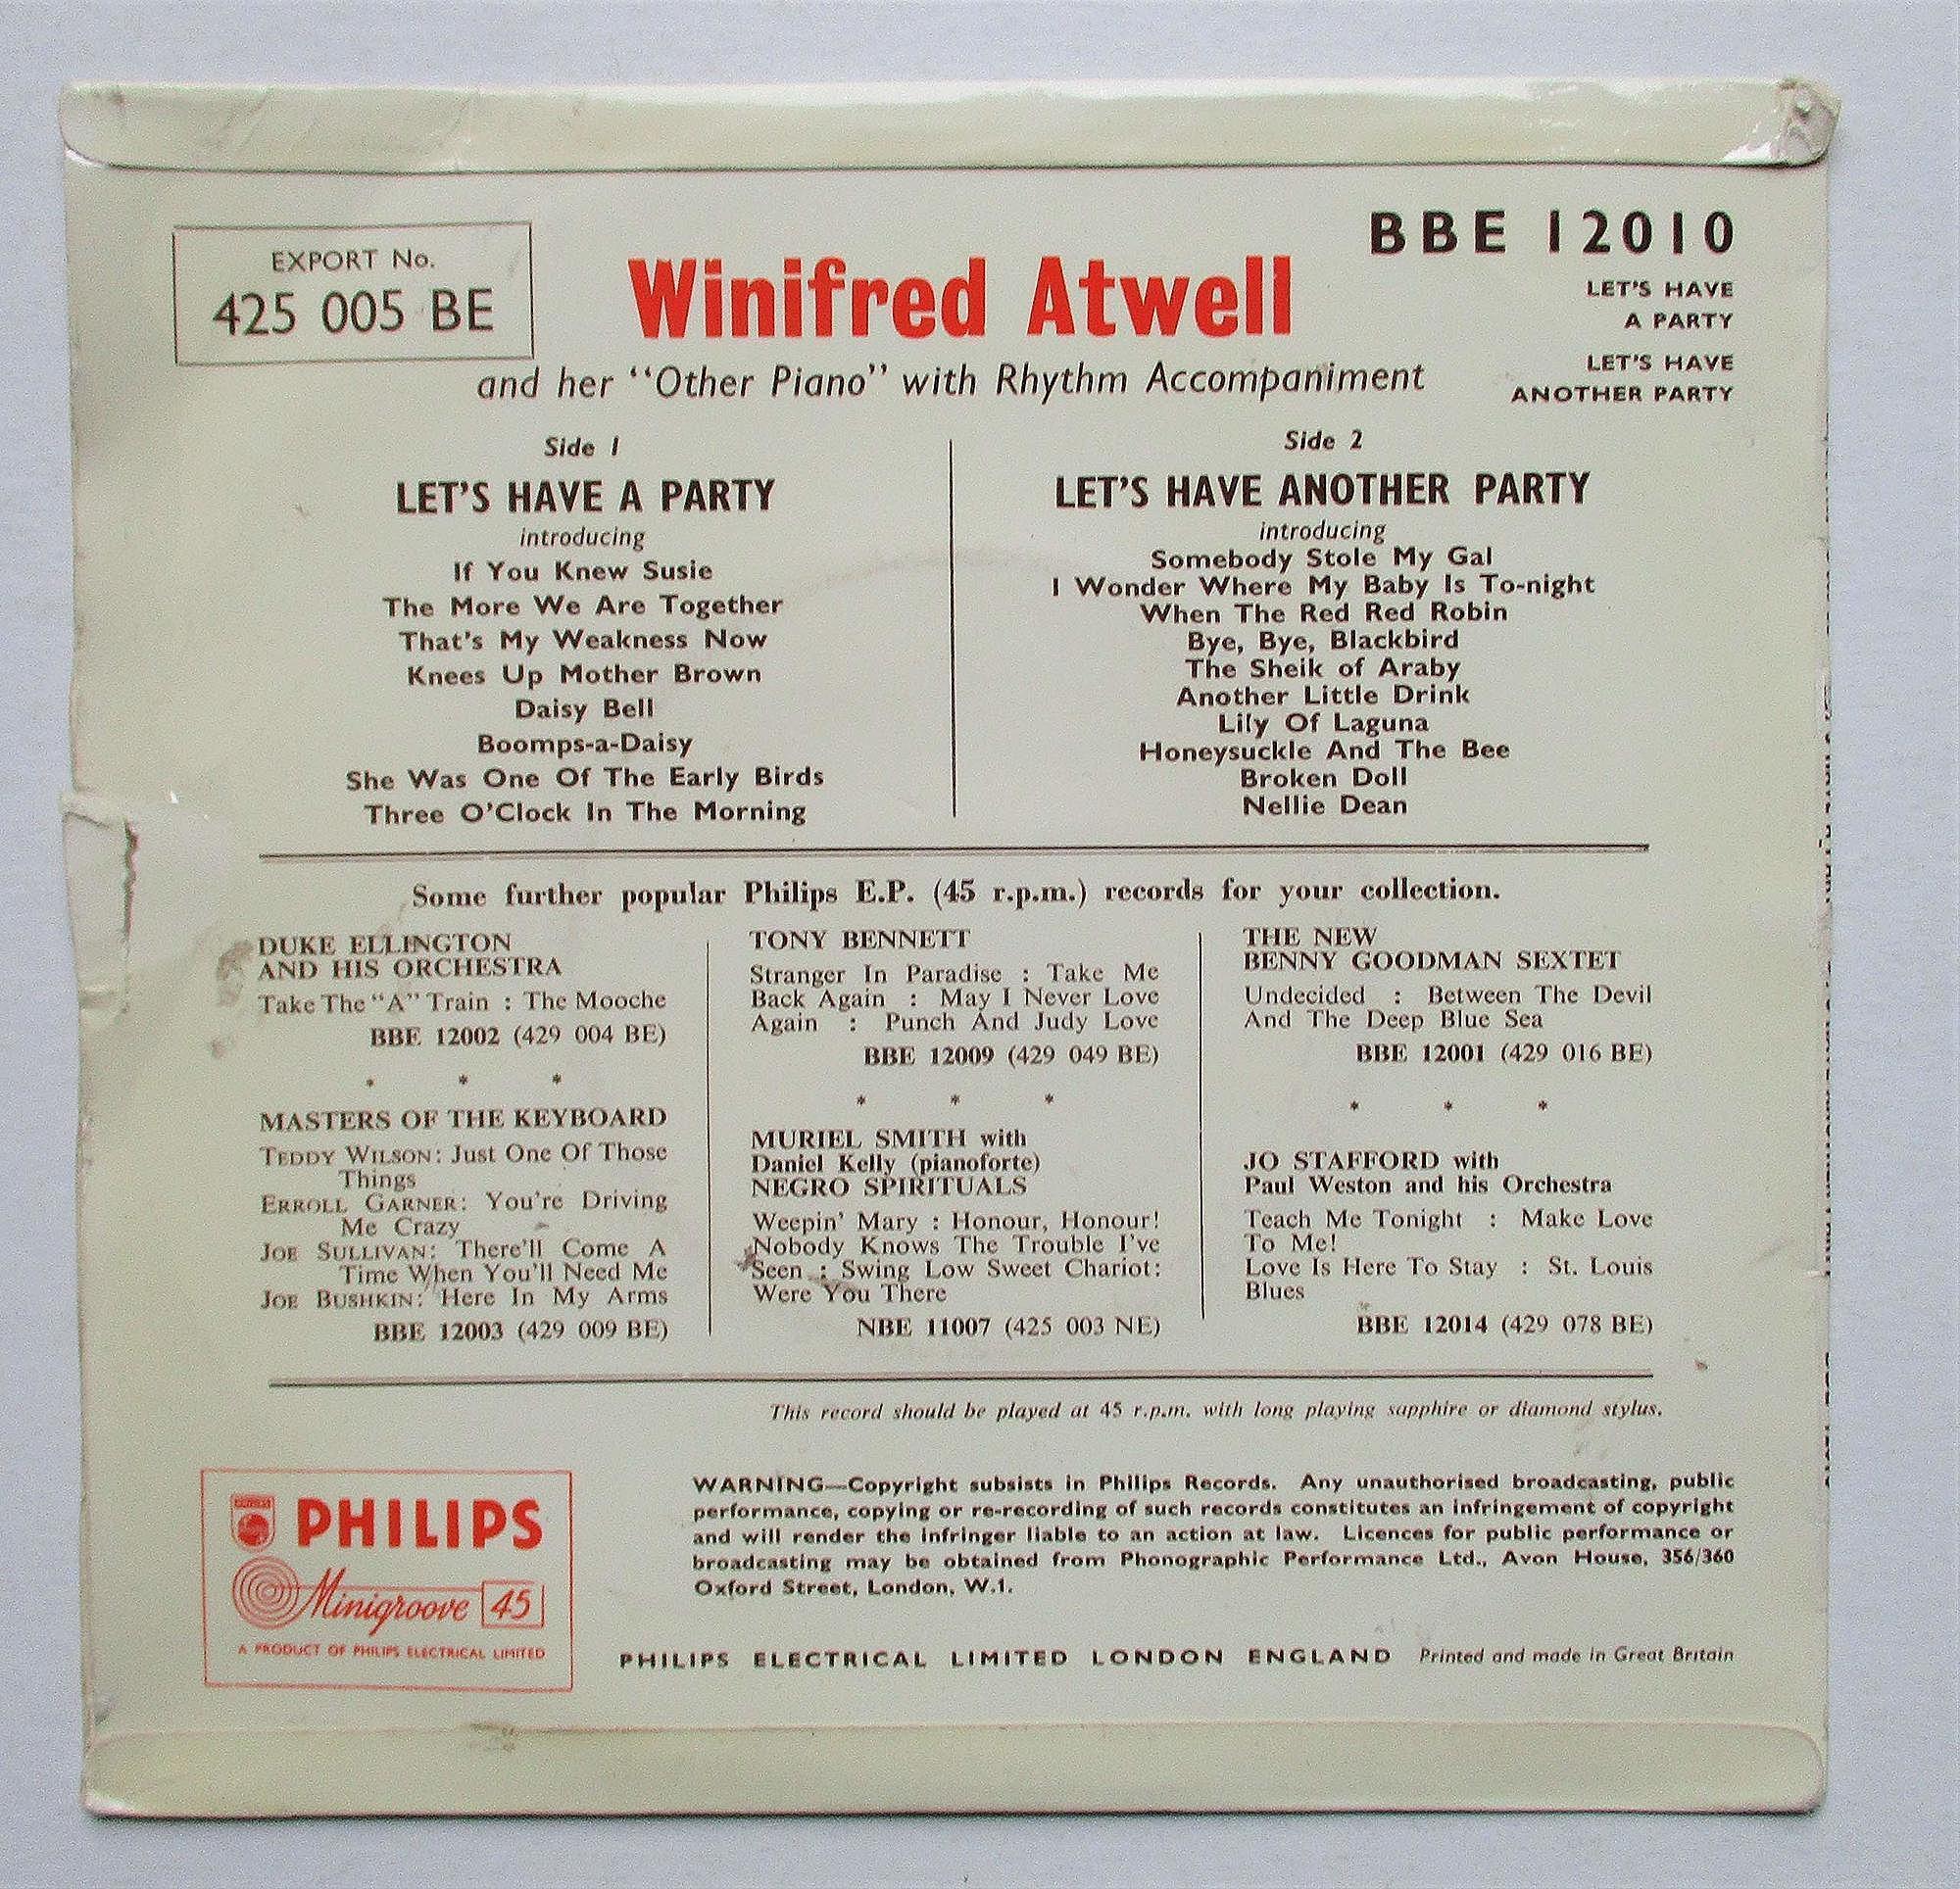 EXPORT No.
425 005 BE
BBE 12010
LET'S HAVE
A PARTY
LET'S HAVE
ANOTHER PARTY
Winifred Atwell
and her "Other Piano" with Rhythm Accompaniment
Side 1
LET'S HAVE A PARTY
introducing
If You Knew Susie
The More We Are Together
That's My Weakness Now
Knees Up Mother Brown
Daisy Bell
Boomps-a-Daisy
She Was One Of The Early Birds
Three O'Clock In The Morning
Side 2
LET'S HAVE ANOTHER PARTY
introducing
Somebody Stole My Gal
I Wonder Where My Baby Is To-night
When The Red Red Robin
Bye, Bye, Blackbird
The Sheik of Araby
Another Little Drink
Lily Of Laguna
Honeysuckle And The Bee
Broken Doll
Nellie Dean
Some further popular Philips E.P. (45 r.p.m.) records for your collection.
DUKE ELLINGTON
AND HIS ORCHESTRA
Take The "A" Train : The Mooche
BBE 12002 (429 004 BE)
* * *
MASTERS OF THE KEYBOARD
TEDDY WILSON: Just One Of Those
Things
ERROLL GARNER: You're Driving
Me Crazy
JOE SULLIVAN: There'll Come A
Time When You'll Need Me
JOE BUSHKIN: Here In My Arms
BBE 12003 (429 009 BE)
TONY BENNETT
Stranger In Paradise : Take Me
Back Again : May I Never Love
Again : Punch And Judy Love
BBE 12009 (429 049 BE)
* * *
MURIEL SMITH with
Daniel Kelly (pianoforte)
NEGRO SPIRITUALS
Weepin' Mary : Honour, Honour!
Nobody Knows The Trouble I've
Seen : Swing Low Sweet Chariot:
Were You There
NBE 11007 (425 003 NE)
THE NEW
BENNY GOODMAN SEXTET
Undecided : Between The Devil
And The Deep Blue Sea
BBE 12001 (429 016 BE)
* * *
JO STAFFORD with
Paul Weston and his Orchestra
Teach Me Tonight : Make Love
To Me!
Love Is Here To Stay : St. Louis
Blues
BBE 12014 (429 078 BE)
This record should be played at 45 r.p.m. with long playing sapphire or diamond stylus.
PHILIPS
Minigroove 45
A PRODUCT OF PHILIPS ELECTRICAL LIMITED
WARNING—Copyright subsists in Philips Records. Any unauthorised broadcasting, public
performance, copying or re-recording of such records constitutes an infringement of copyright
and will render the infringer liable to an action at law. Licences for public performance or
broadcasting may be obtained from Phonographic Performance Ltd., Avon House, 356/360
Oxford Street, London, W.1.
PHILIPS ELECTRICAL LIMITED LONDON ENGLAND Printed and made in Great Britain